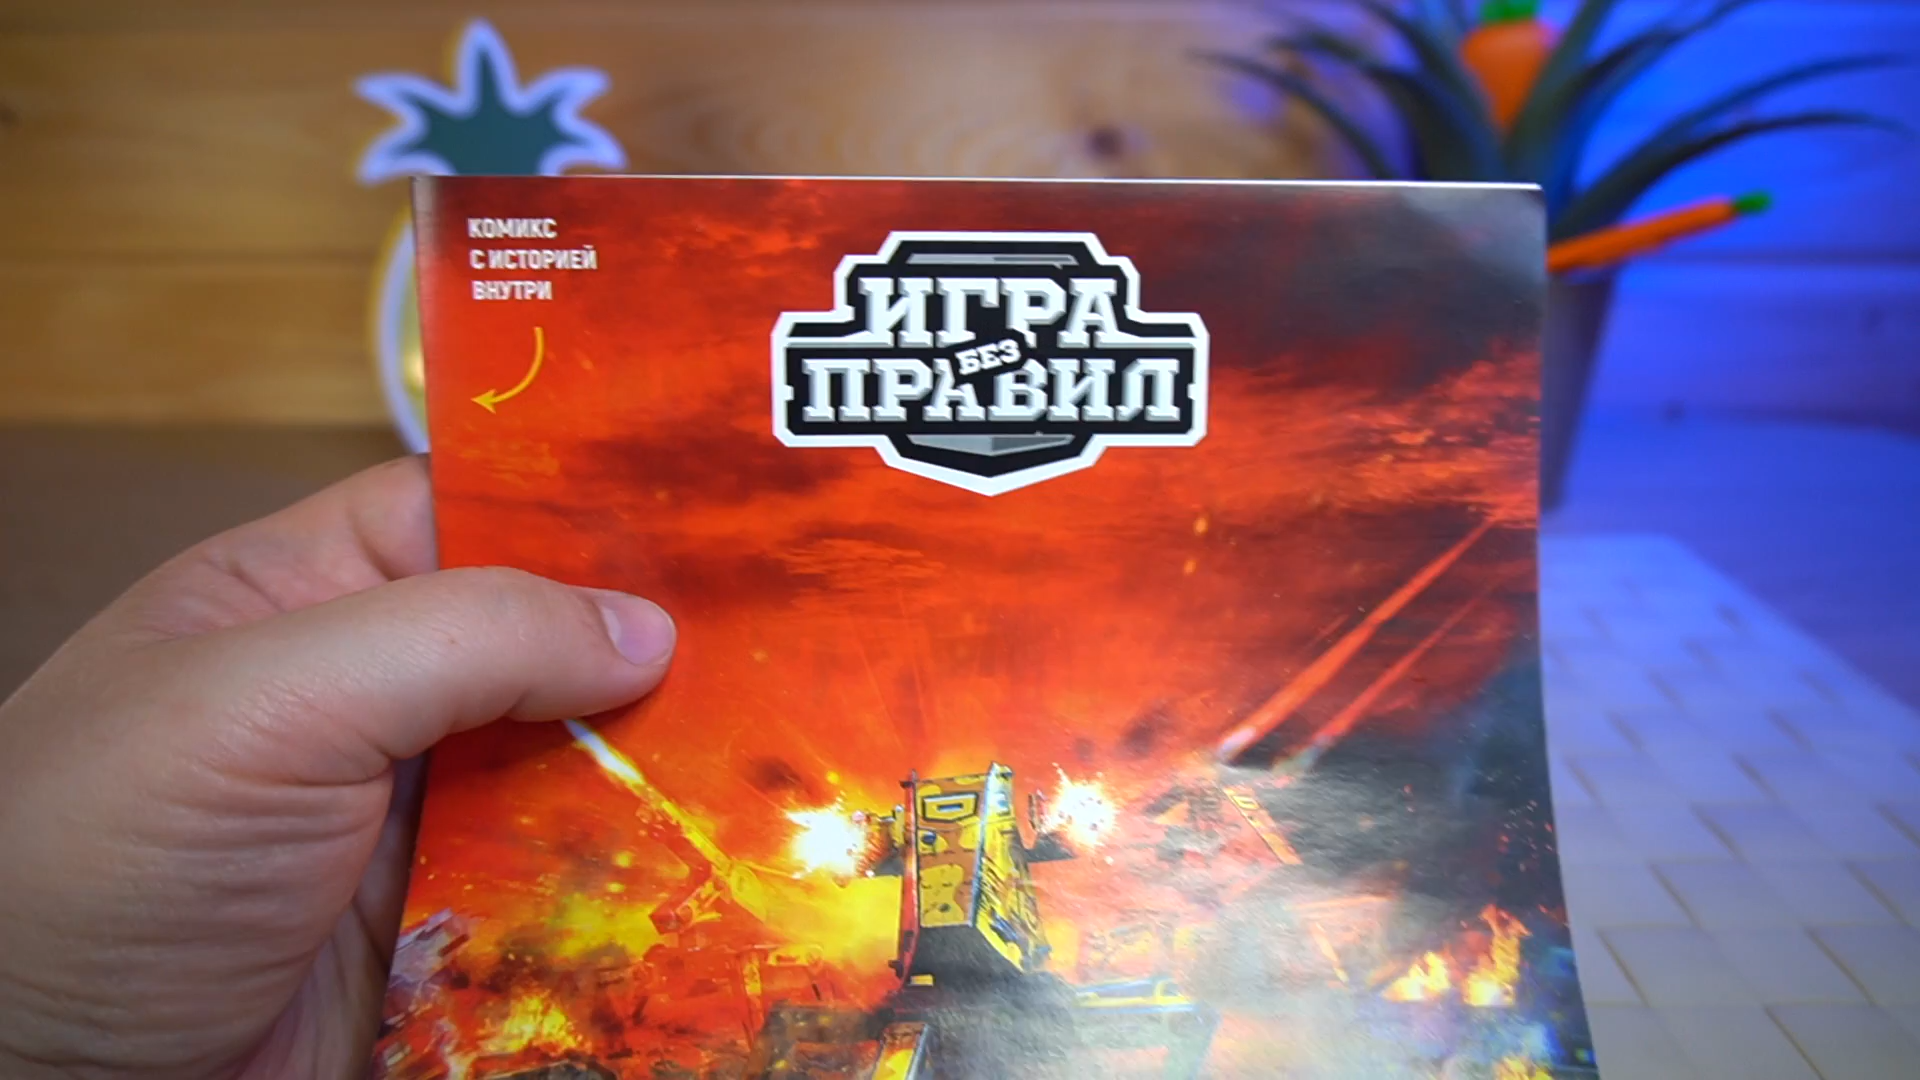 КОМИКС
С ИСТОРИЕЙ
ВНУТРИ
ИГРА
БЕЗ
ПРАВИЛ